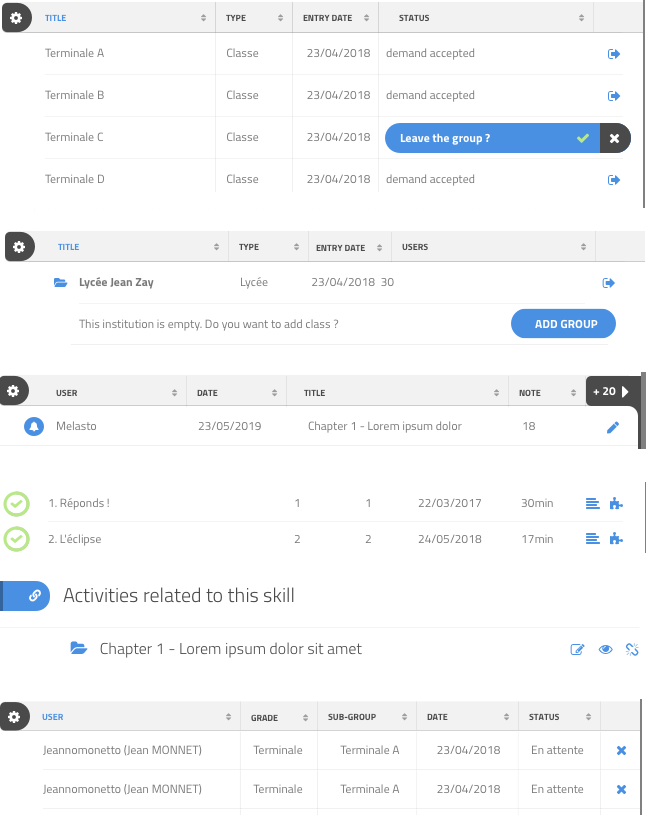 TITLE TYPE ENTRY DATE STATUS
Terminale A Classe 23/04/2018 demand accepted
Terminale B Classe 23/04/2018 demand accepted
Terminale C Classe 23/04/2018 Leave the group ?
Terminale D Classe 23/04/2018 demand accepted
TITLE TYPE ENTRY DATE USERS
Lycée Jean Zay Lycée 23/04/2018 30
This institution is empty. Do you want to add class ? ADD GROUP
USER DATE TITLE NOTE + 20
Melasto 23/05/2019 Chapter 1 - Lorem ipsum dolor 18
1. Réponds ! 1 1 22/03/2017 30min
2. L'éclipse 2 2 24/05/2018 17min
Activities related to this skill
Chapter 1 - Lorem ipsum dolor sit amet
USER GRADE SUB-GROUP DATE STATUS
Jeannomonetto (Jean MONNET) Terminale Terminale A 23/04/2018 En attente
Jeannomonetto (Jean MONNET) Terminale Terminale A 23/04/2018 En attente